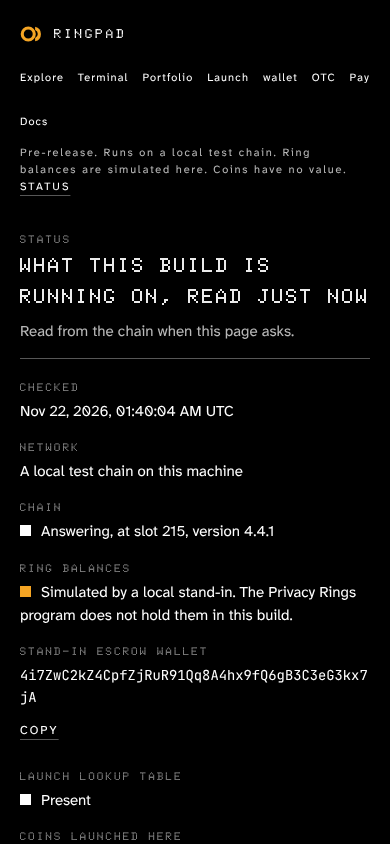 RINGPAD
Explore Terminal Portfolio Launch wallet OTC Pay
Docs
Pre-release. Runs on a local test chain. Ring
balances are simulated here. Coins have no value.
STATUS
STATUS
WHAT THIS BUILD IS
RUNNING ON, READ JUST NOW
Read from the chain when this page asks.
CHECKED
Nov 22, 2026, 01:40:04 AM UTC
NETWORK
A local test chain on this machine
CHAIN
Answering, at slot 215, version 4.4.1
RING BALANCES
Simulated by a local stand-in. The Privacy Rings
program does not hold them in this build.
STAND-IN ESCROW WALLET
4i7ZwC2kZ4CpfZjRuR91Qq8A4hx9fQ6gB3C3eG3kx7
jA
COPY
LAUNCH LOOKUP TABLE
Present
COINS LAUNCHED HERE